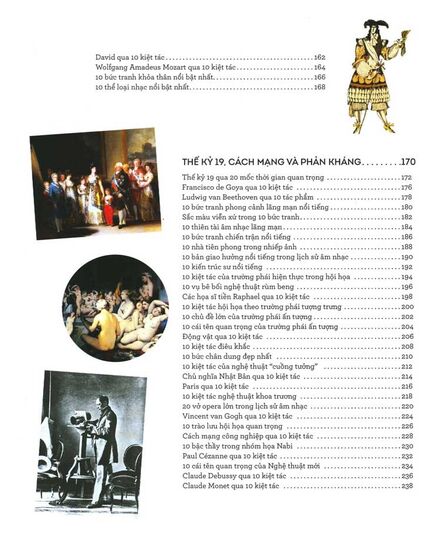 David qua 10 kiệt tác 162
Wolfgang Amadeus Mozart qua 10 kiệt tác 164
10 bức tranh khỏa thân nổi bật nhất 166
10 thể loại nhạc nổi bật nhất 168
THẾ KỶ 19, CÁCH MẠNG VÀ PHẢN KHÁNG 170
Thế kỷ 19 qua 20 mốc thời gian quan trọng 172
Francisco de Goya qua 10 kiệt tác 176
Ludwig van Beethoven qua 10 tác phẩm 178
10 bức tranh phong cảnh lãng mạn nổi tiếng 180
Sắc màu viễn xứ trong 10 bức tranh 182
10 thiên tài âm nhạc lãng mạn 184
10 bức tranh chiến trận nổi tiếng 186
10 nhà tiên phong trong nhiếp ảnh 188
10 bản giao hưởng nổi tiếng trong lịch sử âm nhạc 190
10 kiến trúc sư nổi tiếng 192
10 kiệt tác của trường phái hiện thực trong hội họa 194
10 vụ bê bối nghệ thuật rùm beng 196
Các họa sĩ tiền Raphael qua 10 kiệt tác 198
10 kiệt tác hội họa theo trường phái tượng trưng 200
10 chủ đề lớn của trường phái ấn tượng 202
10 cái tên quan trọng của trường phái ấn tượng 204
Động vật qua 10 kiệt tác 206
10 kiệt tác điêu khắc 208
10 bức chân dung đẹp nhất 210
10 kiệt tác của nghệ thuật "cuồng tưởng" 212
Chủ nghĩa Nhật Bản qua 10 kiệt tác 214
Paris qua 10 kiệt tác 216
10 kiệt tác nghệ thuật khoa trương 218
20 vở opera lớn trong lịch sử âm nhạc 220
Vincent van Gogh qua 10 kiệt tác 224
10 trào lưu hội họa quan trọng 226
Cách mạng công nghiệp qua 10 kiệt tác 228
10 bậc thầy trong nhóm họa Nabi 230
Paul Cézanne qua 10 kiệt tác 232
10 cái tên quan trọng của Nghệ thuật mới 234
Claude Debussy qua 10 kiệt tác 236
Claude Monet qua 10 kiệt tác 238